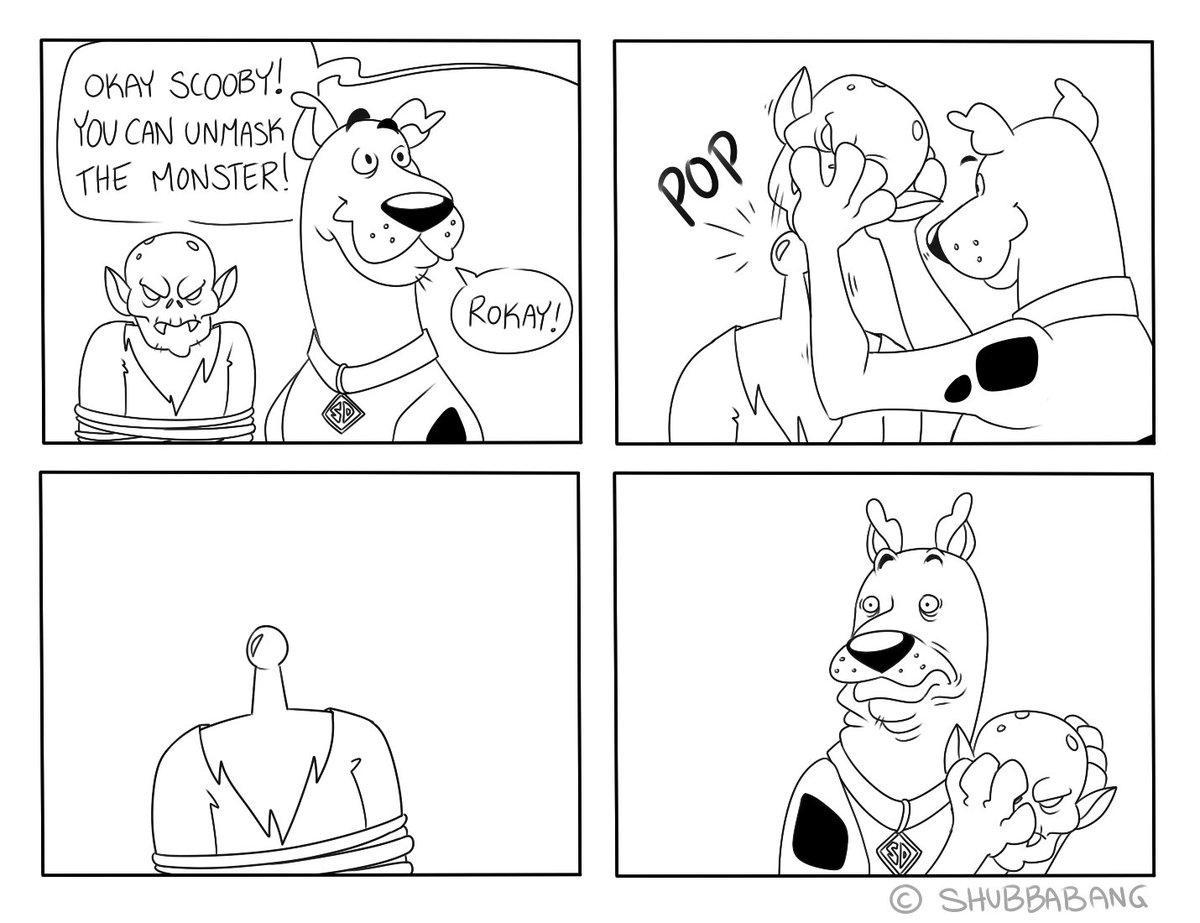 OKAY SCOOBY!
YOU CAN UNMASK
THE MONSTER!
ROKAY!
SD
POP
SD
© SHUBBABANG